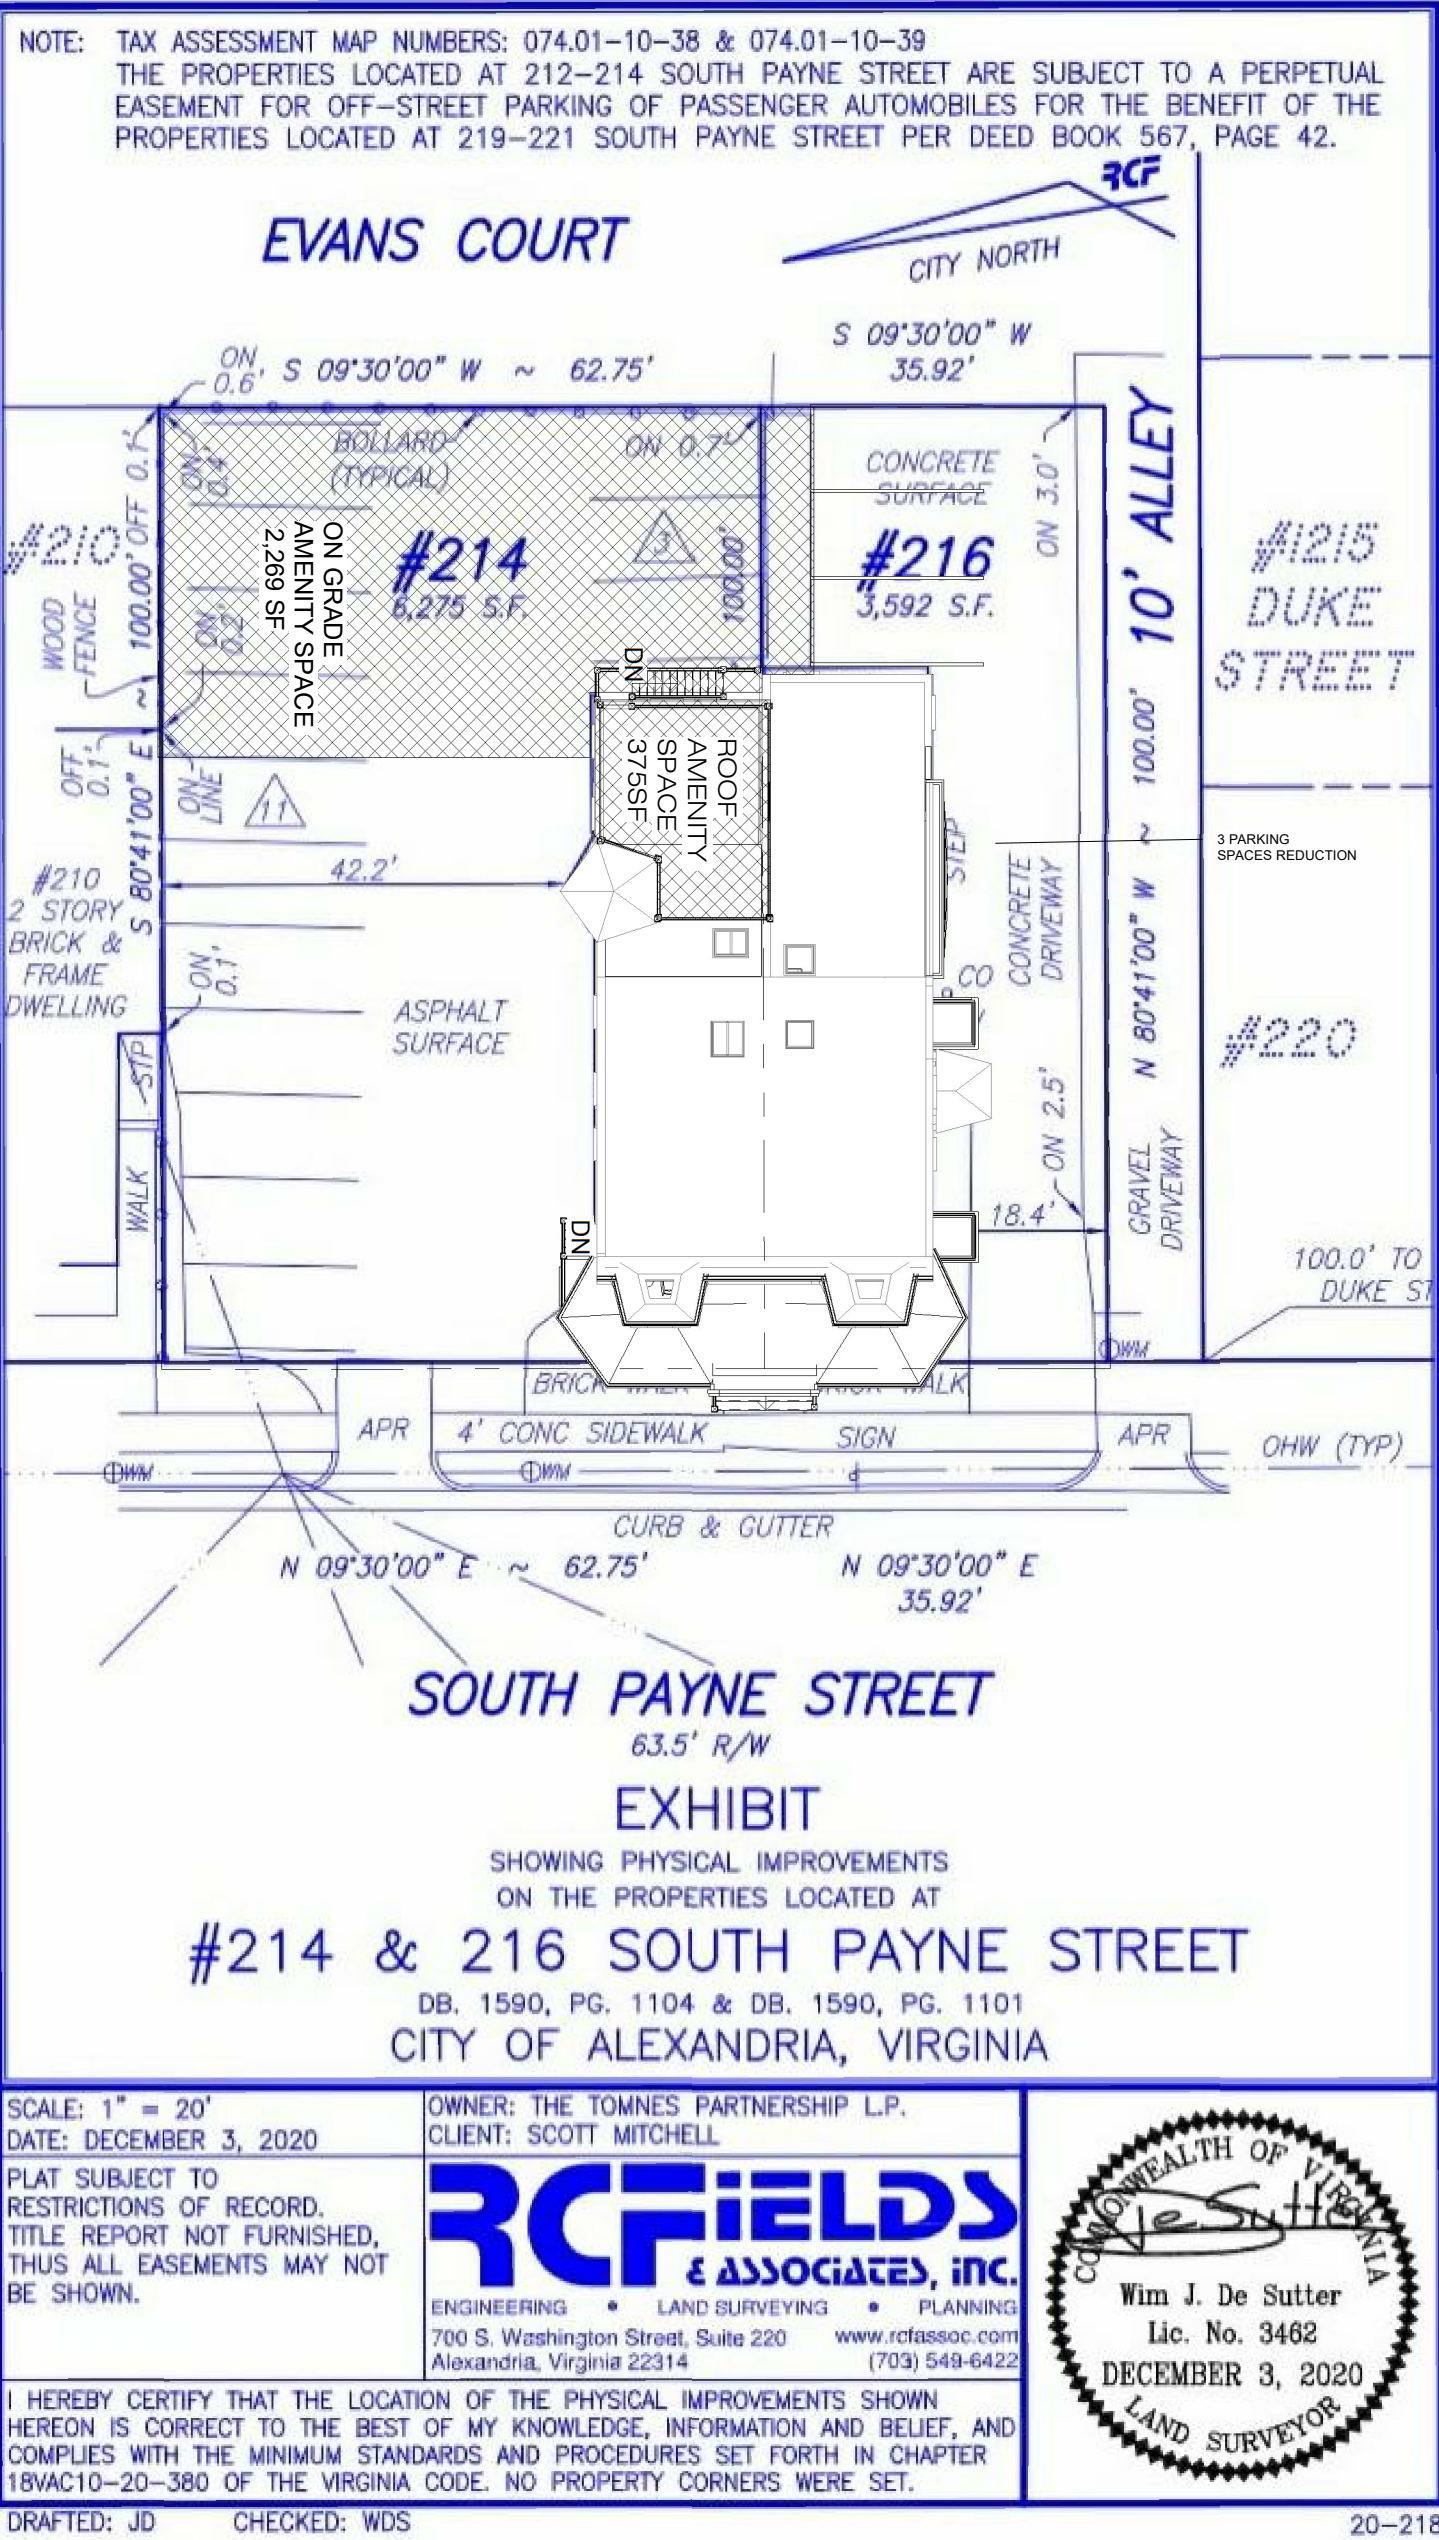 NOTE: TAX ASSESSMENT MAP NUMBERS: 074.01-10-38 & 074.01-10-39
THE PROPERTIES LOCATED AT 212-214 SOUTH PAYNE STREET ARE SUBJECT TO A PERPETUAL
EASEMENT FOR OFF-STREET PARKING OF PASSENGER AUTOMOBILES FOR THE BENEFIT OF THE
PROPERTIES LOCATED AT 219-221 SOUTH PAYNE STREET PER DEED BOOK 567, PAGE 42.
RCF
EVANS COURT
CITY NORTH
S 09°30'00" W
35.92'
ON
0.6'
S 09°30'00" W ~ 62.75'
OFF 0.1'
ON
0.4'
BOLLARD
(TYPICAL)
ON 0.7'
CONCRETE
SURFACE
ON 3.0'
10' ALLEY
#210
#214
6,275 S.F.
3
100.00'
#216
3,592 S.F.
#1215
DUKE
STREET
ON GRADE
AMENITY SPACE
2,269 SF
WOOD
FENCE
ON
0.2'
S 80°41'00" E ~ 100.00'
DN
OFF
0.1'
ON
LINE
11
ROOF
AMENITY
SPACE
375SF
STEP
3 PARKING
SPACES REDUCTION
N 80°41'00" W ~ 100.00'
42.2'
#210
2 STORY
BRICK &
FRAME
DWELLING
ON
0.1'
CONCRETE
DRIVEWAY
CO
ASPHALT
SURFACE
#220
STP
ON 2.5'
WALK
GRAVEL
DRIVEWAY
18.4'
DN
100.0' TO
DUKE ST
WM
BRICK WALK
WALK
APR
4' CONC SIDEWALK
SIGN
APR
OHW (TYP)
WM
WM
CURB & GUTTER
N 09°30'00" E ~ 62.75'
N 09°30'00" E
35.92'
SOUTH PAYNE STREET
63.5' R/W
EXHIBIT
SHOWING PHYSICAL IMPROVEMENTS
ON THE PROPERTIES LOCATED AT
#214 & 216 SOUTH PAYNE STREET
DB. 1590, PG. 1104 & DB. 1590, PG. 1101
CITY OF ALEXANDRIA, VIRGINIA
SCALE: 1" = 20'
DATE: DECEMBER 3, 2020
OWNER: THE TOMNES PARTNERSHIP L.P.
CLIENT: SCOTT MITCHELL
PLAT SUBJECT TO
RESTRICTIONS OF RECORD.
TITLE REPORT NOT FURNISHED,
THUS ALL EASEMENTS MAY NOT
BE SHOWN.
RCFiELDS
& ASSOCiATES, iNC.
ENGINEERING • LAND SURVEYING • PLANNING
700 S. Washington Street, Suite 220 www.rcfassoc.com
Alexandria, Virginia 22314 (703) 549-6422
COMMONWEALTH OF VIRGINIA
Wim J. De Sutter
Lic. No. 3462
DECEMBER 3, 2020
LAND SURVEYOR
I HEREBY CERTIFY THAT THE LOCATION OF THE PHYSICAL IMPROVEMENTS SHOWN
HEREON IS CORRECT TO THE BEST OF MY KNOWLEDGE, INFORMATION AND BELIEF, AND
COMPLIES WITH THE MINIMUM STANDARDS AND PROCEDURES SET FORTH IN CHAPTER
18VAC10-20-380 OF THE VIRGINIA CODE. NO PROPERTY CORNERS WERE SET.
DRAFTED: JD CHECKED: WDS
20-218